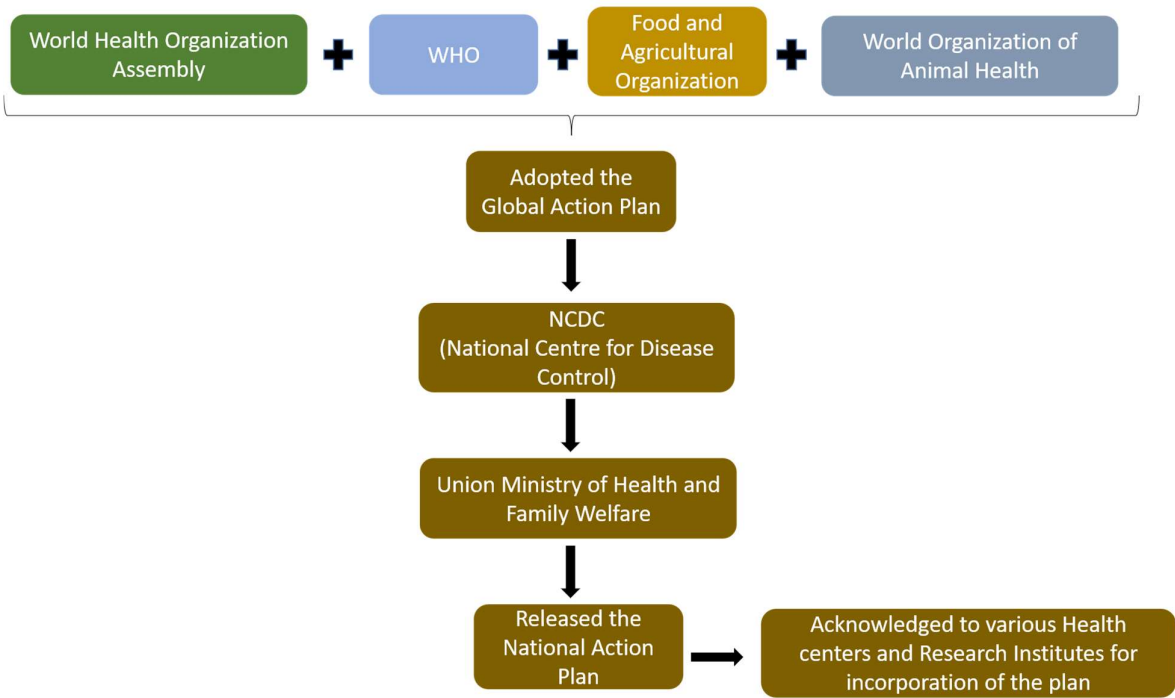 World Health Organization
Assembly
WHO
Food and
Agricultural
Organization
World Organization of
Animal Health
Adopted the
Global Action Plan
NCDC
(National Centre for Disease
Control)
Union Ministry of Health and
Family Welfare
Released the
National Action
Plan
Acknowledged to various Health
centers and Research Institutes for
incorporation of the plan